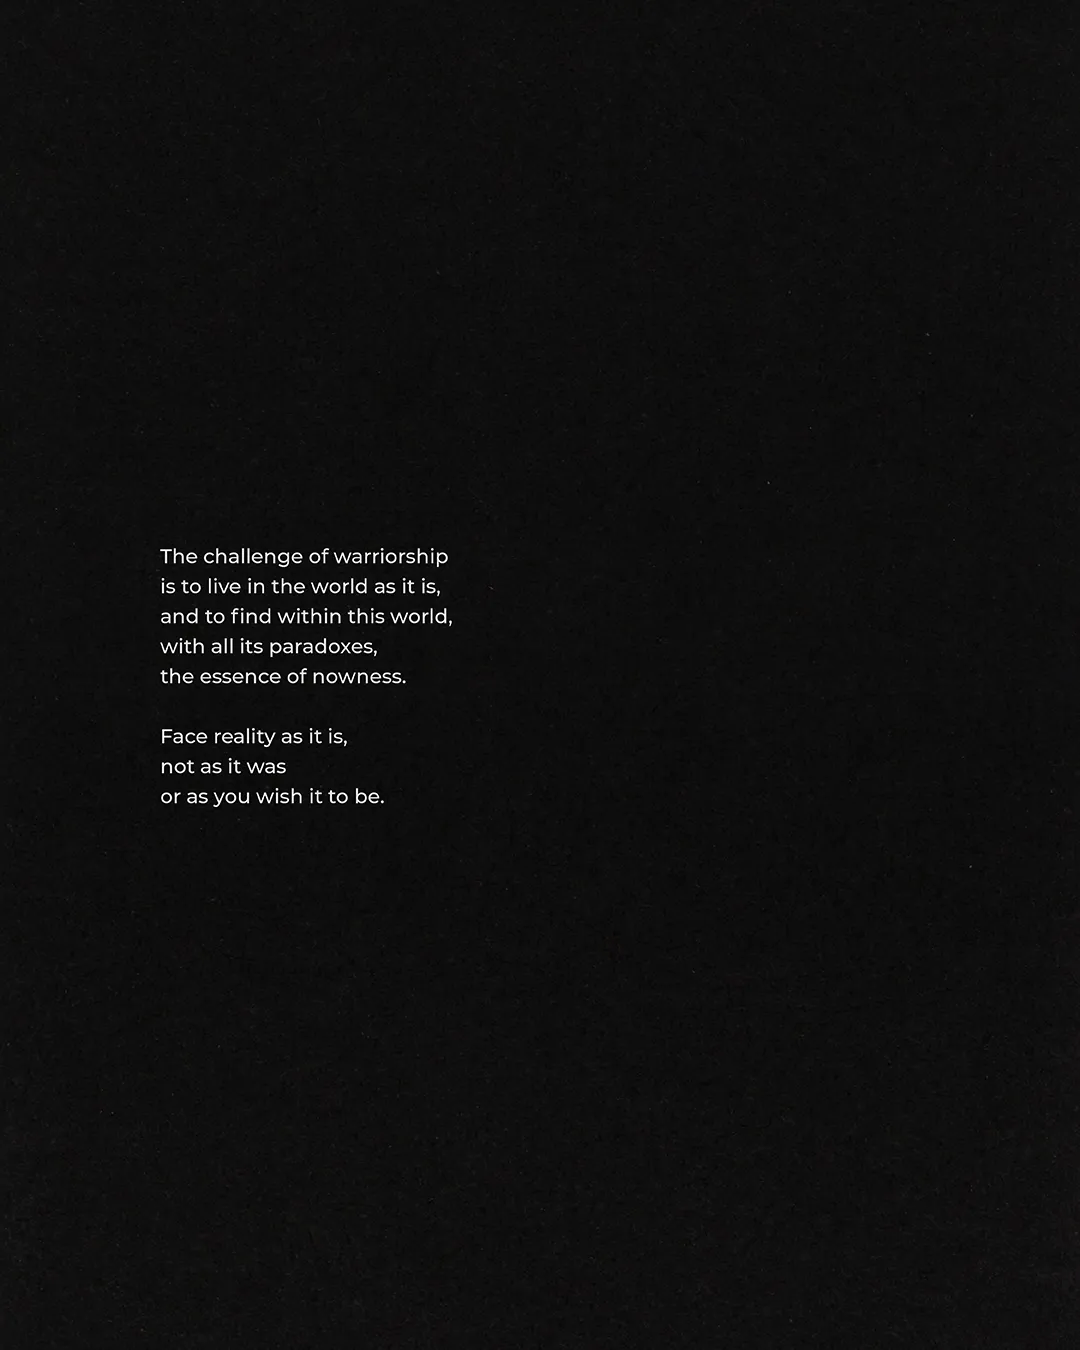 The challenge of warriorship
is to live in the world as it is,
and to find within this world,
with all its paradoxes,
the essence of nowness.
Face reality as it is,
not as it was
or as you wish it to be.